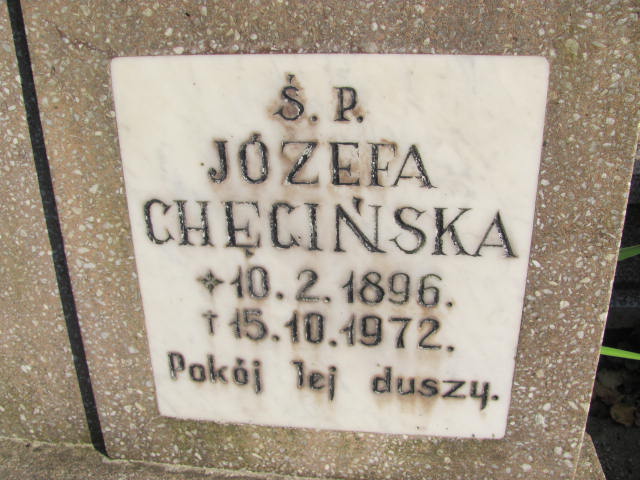 Ś. P.
JÓZEFA
CHĘCIŃSKA
10. 2. 1896.
† 15. 10. 1972.
Pokój Jej duszy.